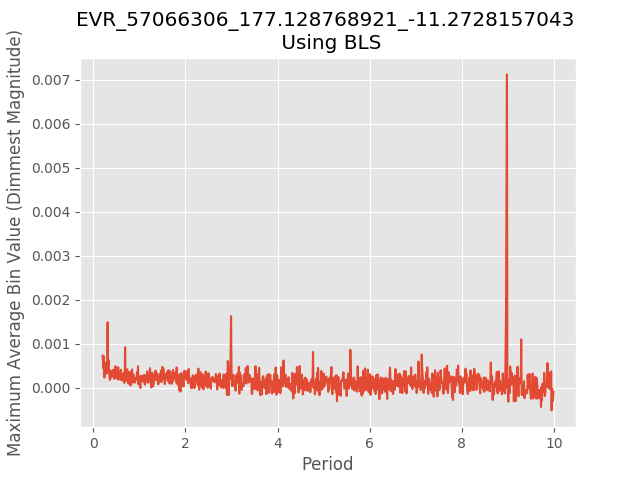 EVR_57066306_177.128768921_-11.2728157043
Using BLS
Maximum Average Bin Value (Dimmest Magnitude)
0.007
0.006
0.005
0.004
0.003
0.002
0.001
0.000
0 2 4 6 8 10
Period